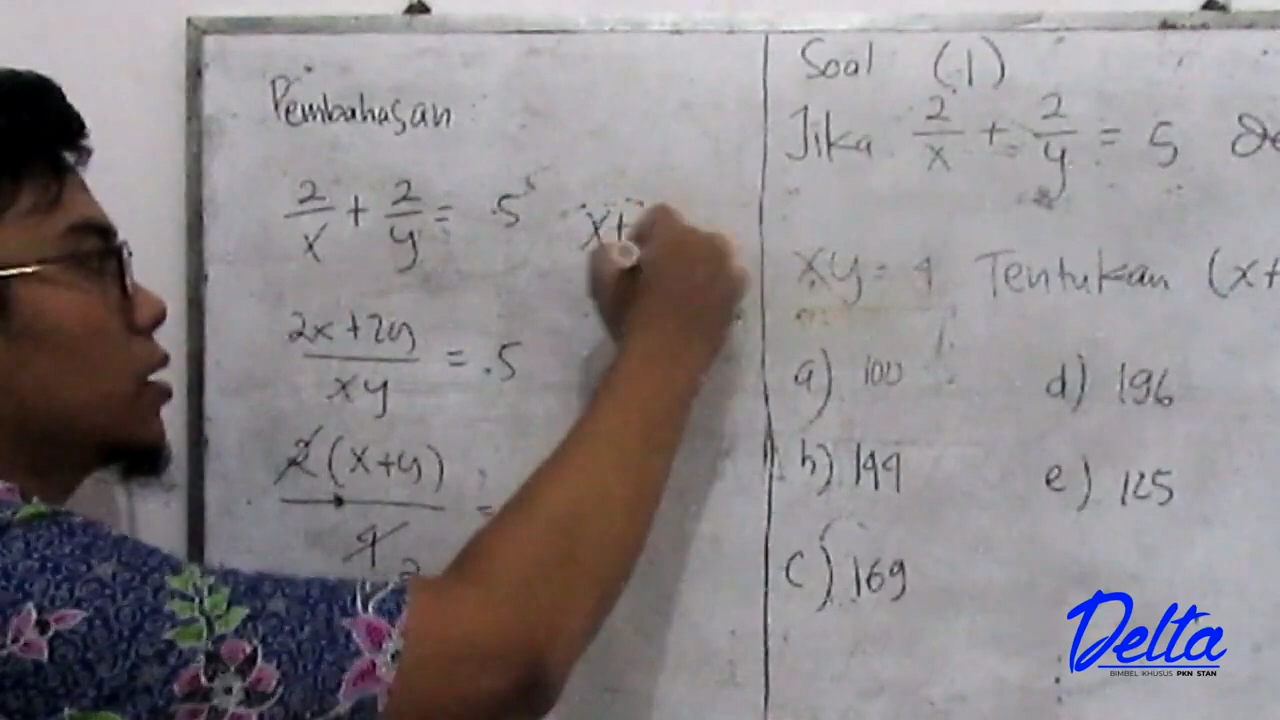 Pembahasan
2/x + 2/y = 5
x+
2x+2y/xy = 5
2(x+y)/4 =
2
Soal (1)
Jika 2/x + 2/y = 5
xy = 4 Tentukan (x+
a) 100
b) 144
c) 169
d) 196
e) 125
Delta
BIMBEL KHUSUS PKN STAN